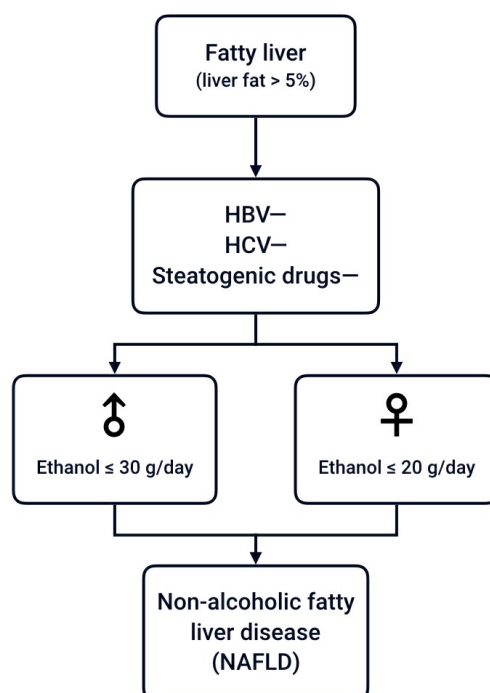 Fatty liver
(liver fat > 5%)
HBV—
HCV—
Steatogenic drugs—
Ethanol ≤ 30 g/day
Ethanol ≤ 20 g/day
Non-alcoholic fatty
liver disease
(NAFLD)